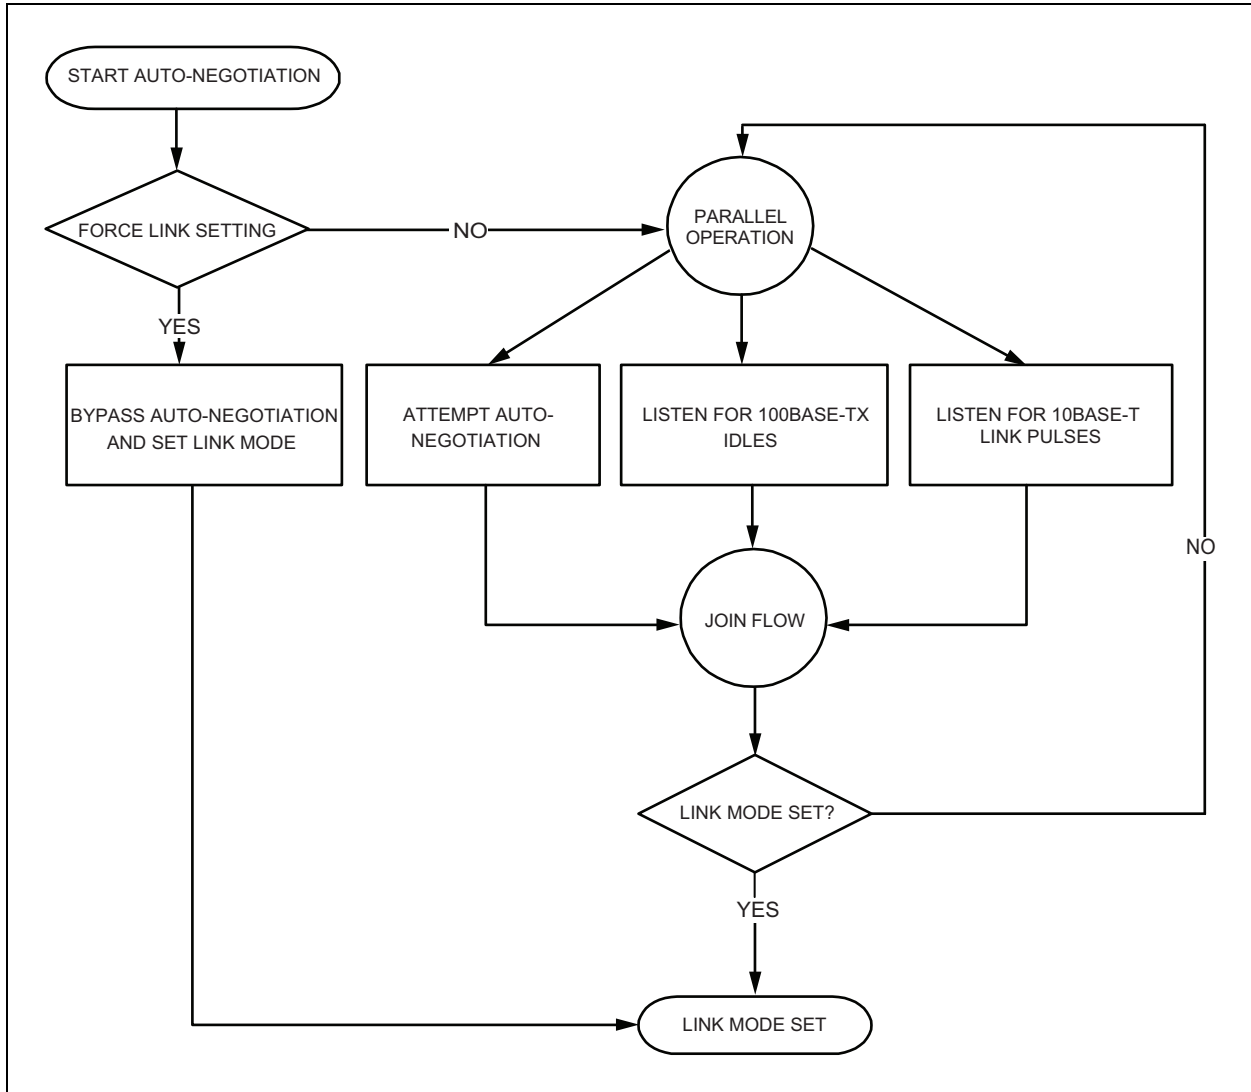 START AUTO-NEGOTIATION
FORCE LINK SETTING
NO
PARALLEL
OPERATION
YES
BYPASS AUTO-NEGOTIATION
AND SET LINK MODE
ATTEMPT AUTO-
NEGOTIATION
LISTEN FOR 100BASE-TX
IDLES
LISTEN FOR 10BASE-T
LINK PULSES
NO
JOIN FLOW
LINK MODE SET?
YES
LINK MODE SET